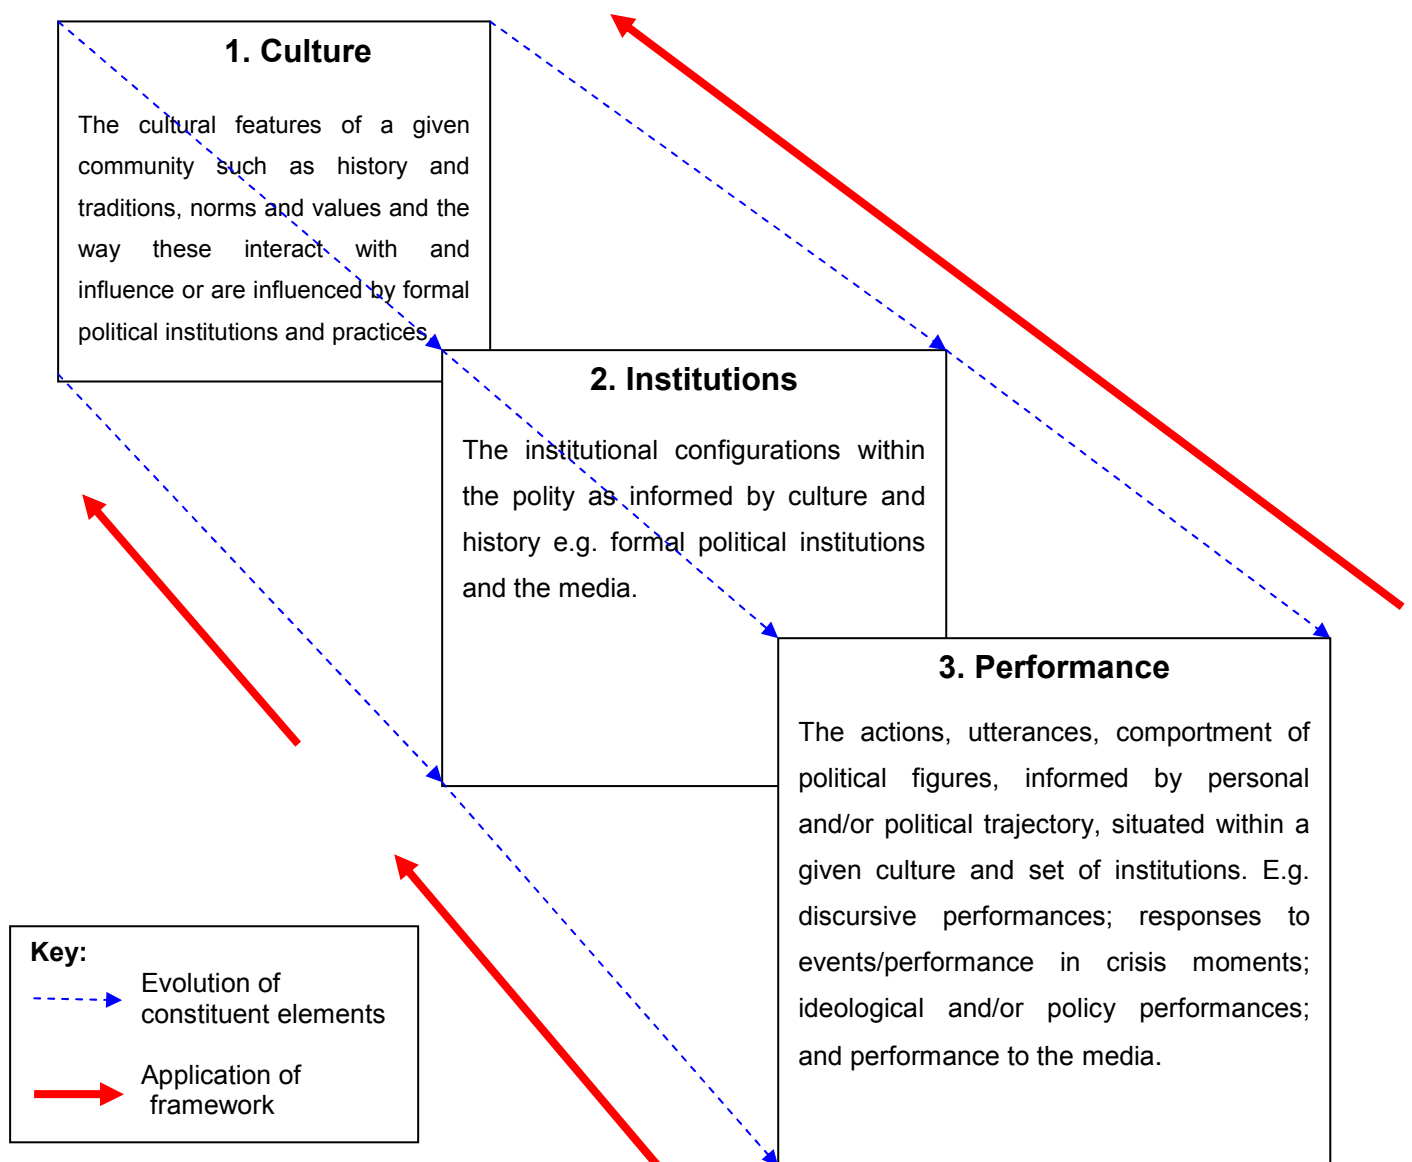 1. Culture
The cultural features of a given
community such as history and
traditions, norms and values and the
way these interact with and
influence or are influenced by formal
political institutions and practices.
2. Institutions
The institutional configurations within
the polity as informed by culture and
history e.g. formal political institutions
and the media.
3. Performance
The actions, utterances, comportment of
political figures, informed by personal
and/or political trajectory, situated within a
given culture and set of institutions. E.g.
discursive performances; responses to
events/performance in crisis moments;
ideological and/or policy performances;
and performance to the media.
Key:
Evolution of
constituent elements
Application of
framework